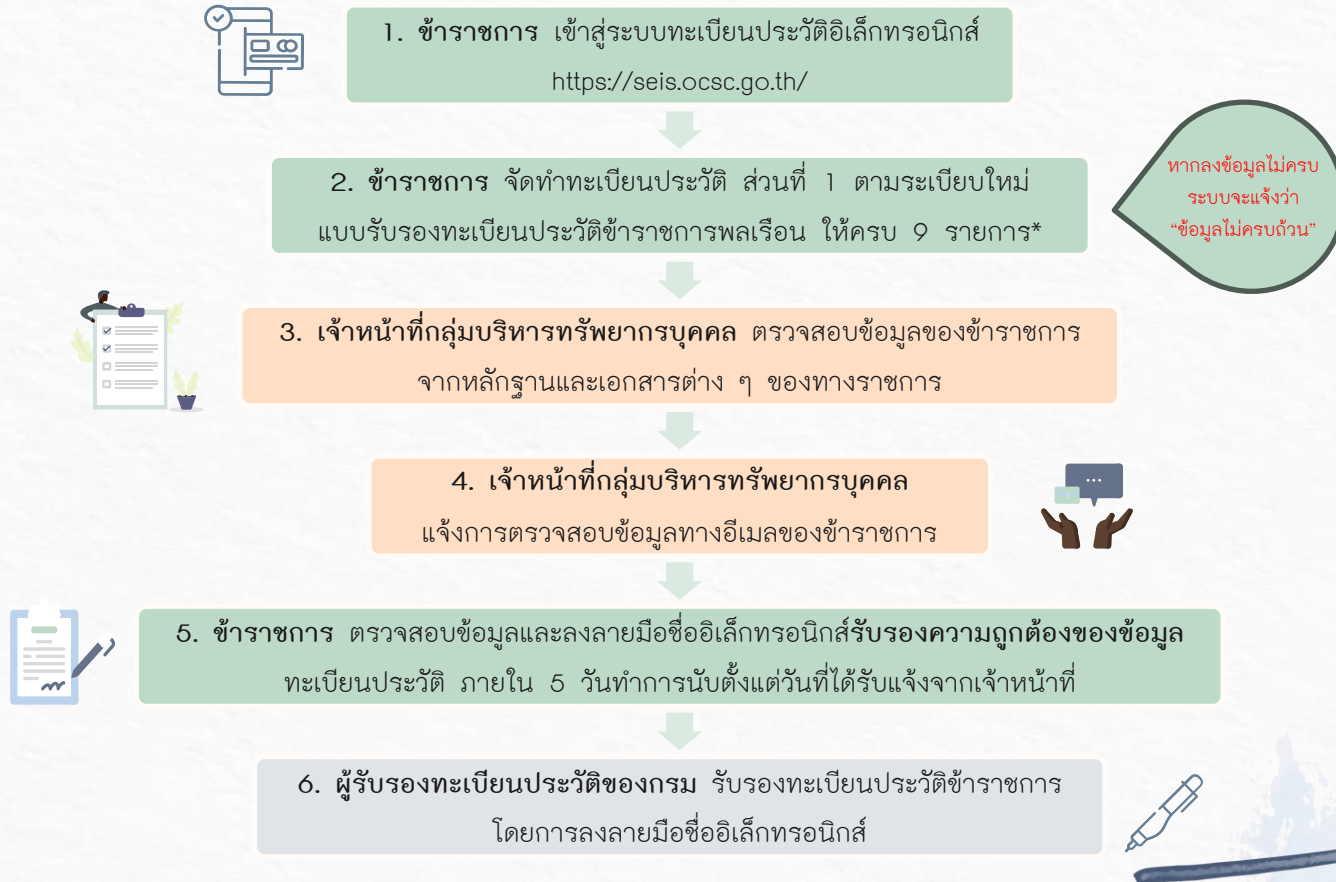 1. ข้าราชการ เข้าสู่ระบบทะเบียนประวัติอิเล็กทรอนิกส์
https://seis.ocsc.go.th/
2. ข้าราชการ จัดทำทะเบียนประวัติ ส่วนที่ 1 ตามระเบียบใหม่
แบบรับรองทะเบียนประวัติข้าราชการพลเรือน ให้ครบ 9 รายการ*
หากลงข้อมูลไม่ครบ
ระบบจะแจ้งว่า
“ข้อมูลไม่ครบถ้วน”
3. เจ้าหน้าที่กลุ่มบริหารทรัพยากรบุคคล ตรวจสอบข้อมูลของข้าราชการ
จากหลักฐานและเอกสารต่าง ๆ ของทางราชการ
4. เจ้าหน้าที่กลุ่มบริหารทรัพยากรบุคคล
แจ้งการตรวจสอบข้อมูลทางอีเมลของข้าราชการ
5. ข้าราชการ ตรวจสอบข้อมูลและลงลายมือชื่ออิเล็กทรอนิกส์รับรองความถูกต้องของข้อมูล
ทะเบียนประวัติ ภายใน 5 วันทำการนับตั้งแต่วันที่ได้รับแจ้งจากเจ้าหน้าที่
6. ผู้รับรองทะเบียนประวัติของกรม รับรองทะเบียนประวัติข้าราชการ
โดยการลงลายมือชื่ออิเล็กทรอนิกส์